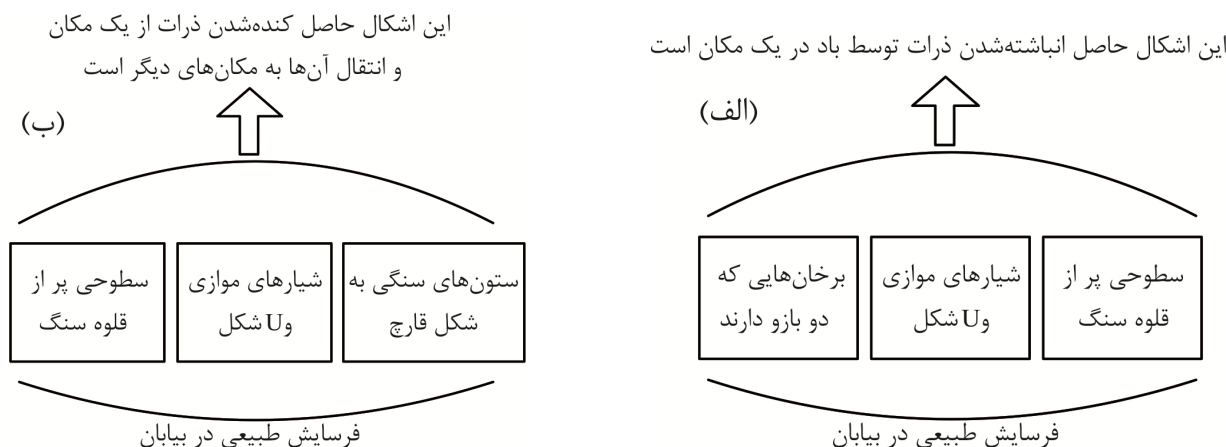 این اشکال حاصل انباشته‌شدن ذرات توسط باد در یک مکان است
(الف)
سطوحی پر از
قلوه سنگ
شیارهای موازی
وU شکل
برخان‌هایی که
دو بازو دارند
فرسایش طبیعی در بیابان
این اشکال حاصل کنده‌شدن ذرات از یک مکان
و انتقال آن‌ها به مکان‌های دیگر است
(ب)
ستون‌های سنگی به
شکل قارچ
شیارهای موازی
وU شکل
سطوحی پر از
قلوه سنگ
فرسایش طبیعی در بیابان